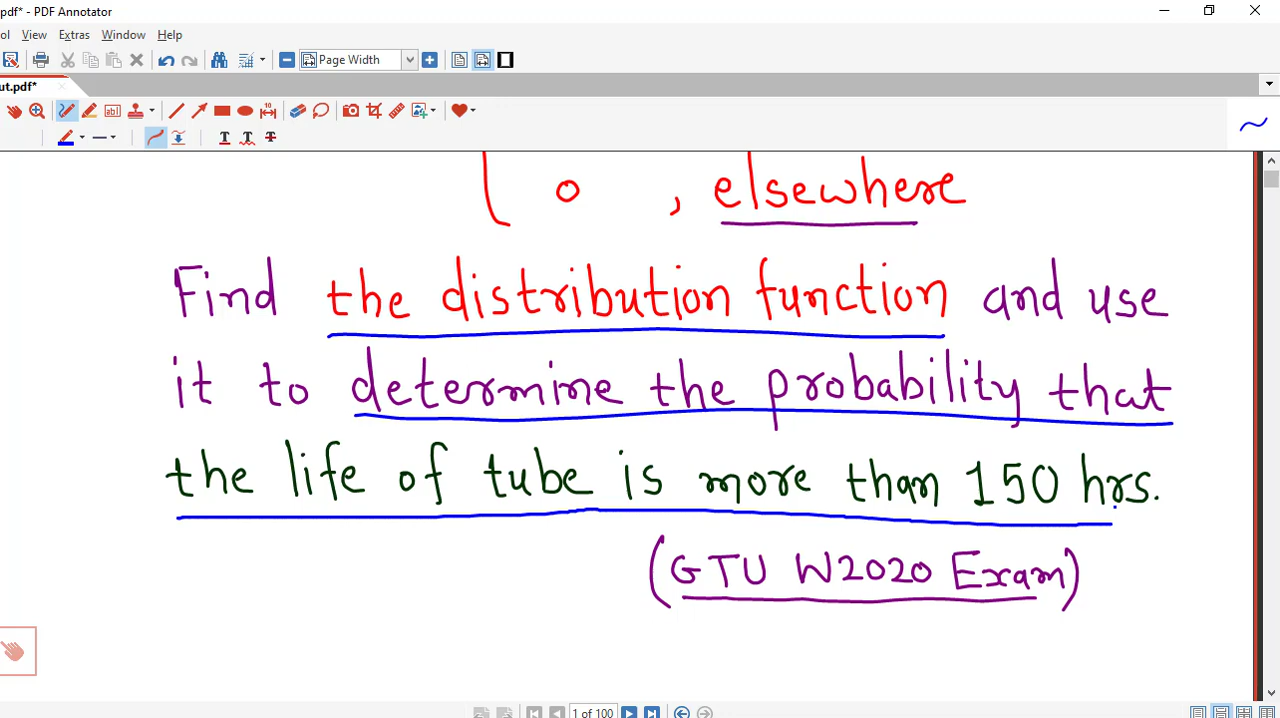 .pdf* - PDF Annotator
ol View Extras Window Help
Page Width
ut.pdf*
0 , elsewhere
Find the distribution function and use
it to determine the probability that
the life of tube is more than 150 hrs.
(GTU W2020 Exam)
1 of 100